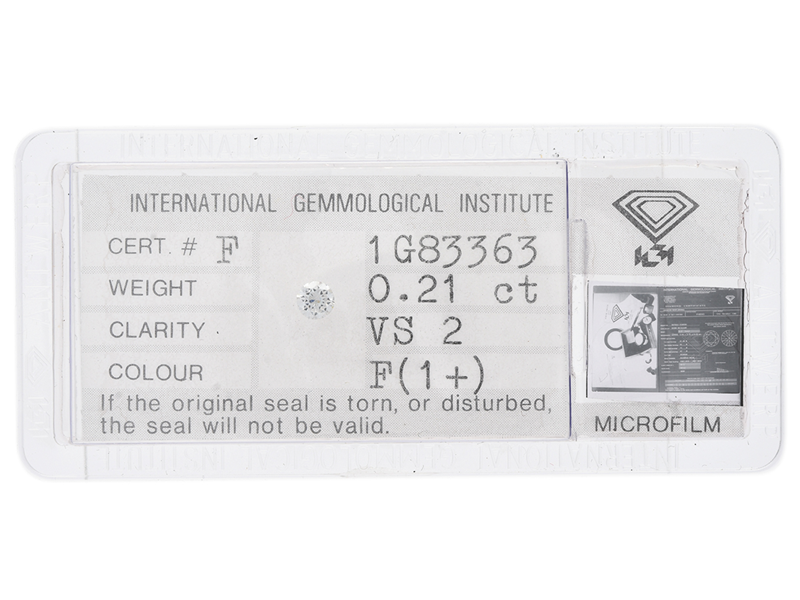 INTERNATIONAL GEMMOLOGICAL INSTITUTE
CERT. # F 1G83363
WEIGHT 0.21 ct
CLARITY VS 2
COLOUR F(1+)
If the original seal is torn, or disturbed,
the seal will not be valid.
MICROFILM